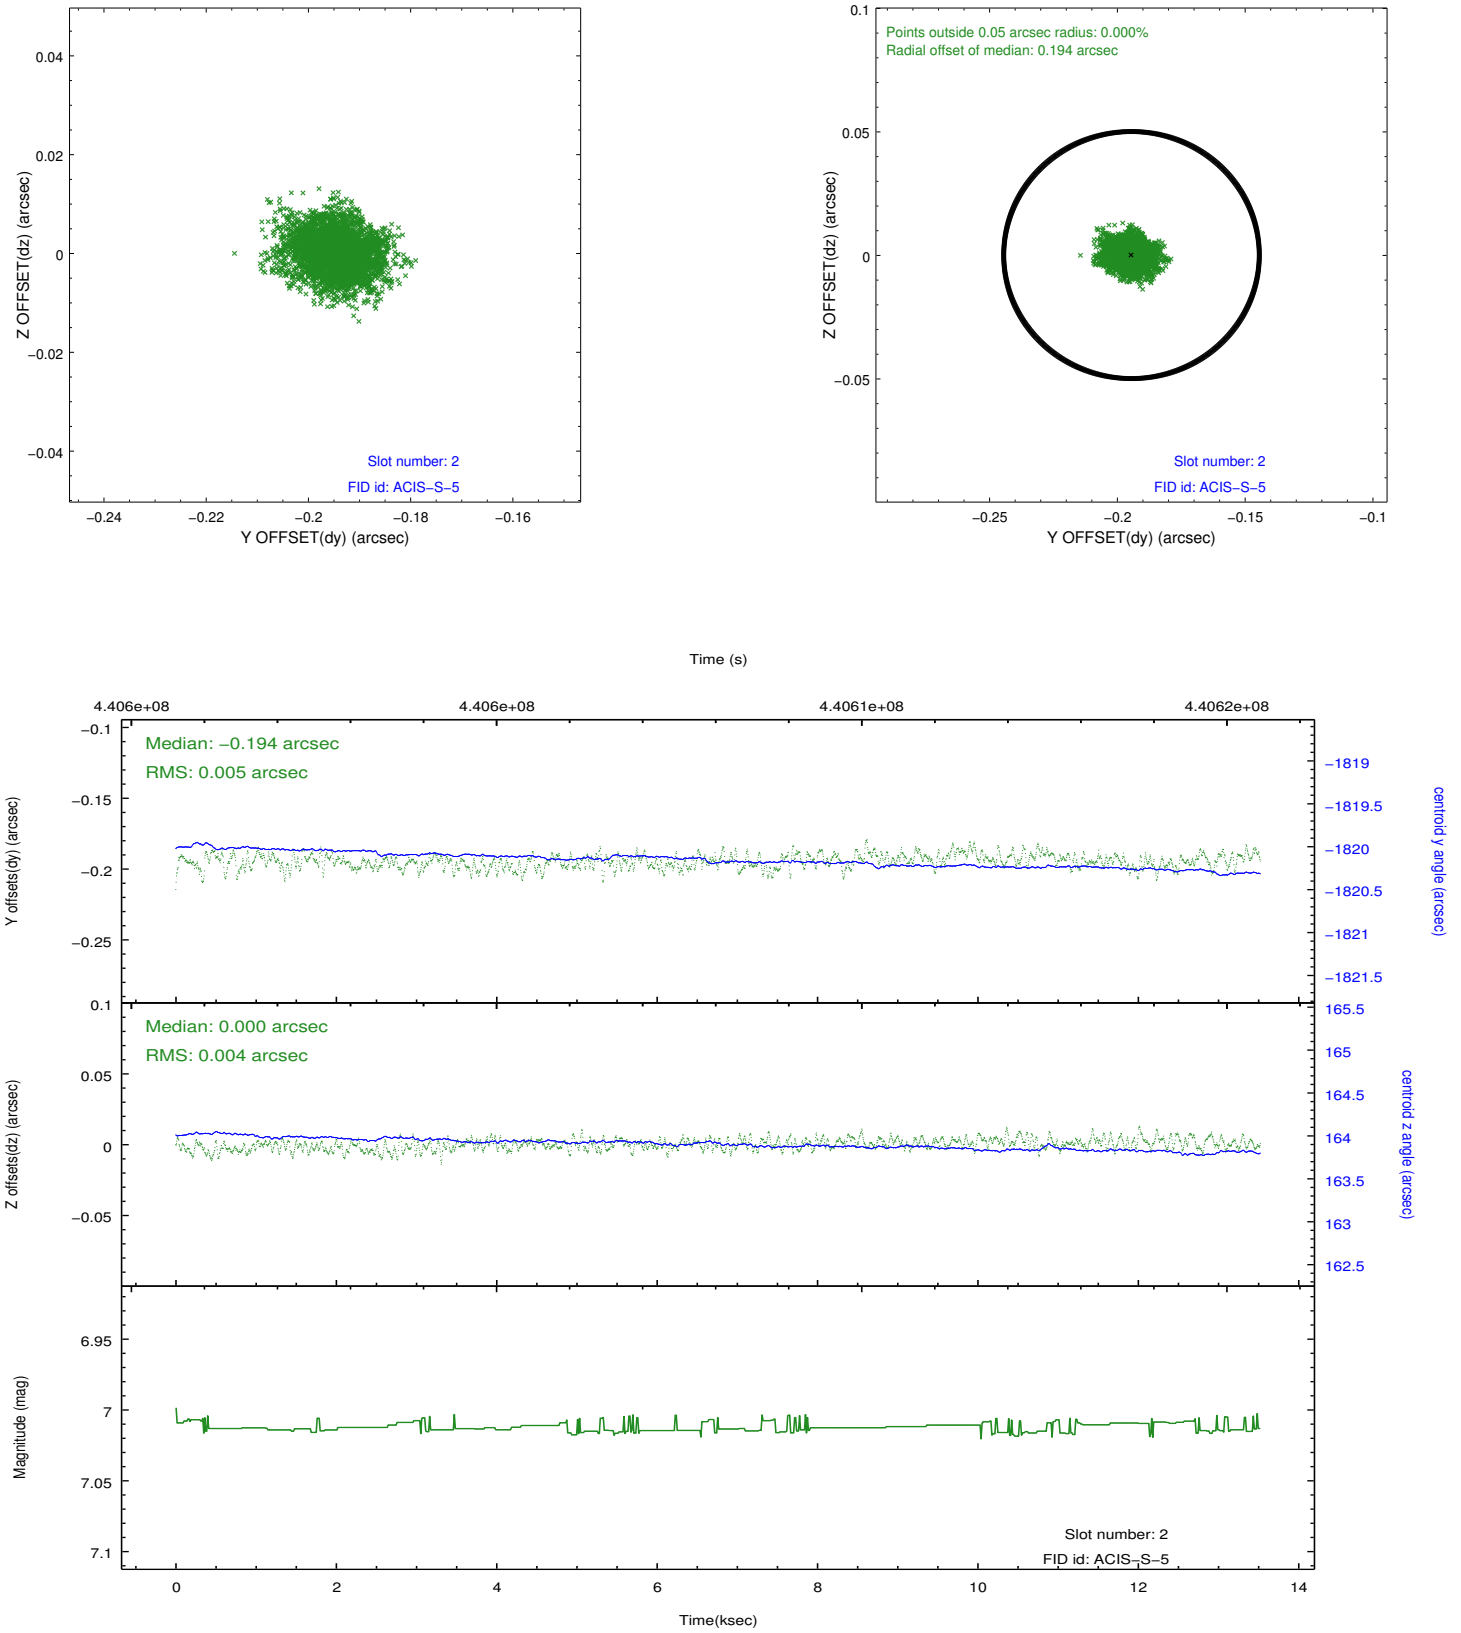 0.04
0.02
0
−0.02
−0.04
Z OFFSET(dz) (arcsec)
Slot number: 2
FID id: ACIS−S−5
−0.24 −0.22 −0.2 −0.18 −0.16
Y OFFSET(dy) (arcsec)
0.1
0.05
0
−0.05
Z OFFSET(dz) (arcsec)
Points outside 0.05 arcsec radius: 0.000%
Radial offset of median: 0.194 arcsec
Slot number: 2
FID id: ACIS−S−5
−0.25 −0.2 −0.15 −0.1
Y OFFSET(dy) (arcsec)
Time (s)
4.406e+08 4.406e+08 4.4061e+08 4.4062e+08
−0.1
−0.15
−0.2
−0.25
Y offsets(dy) (arcsec)
Median: −0.194 arcsec
RMS: 0.005 arcsec
−1819
−1819.5
−1820
−1820.5
−1821
−1821.5
centroid y angle (arcsec)
0.1
0.05
0
−0.05
Z offsets(dz) (arcsec)
Median: 0.000 arcsec
RMS: 0.004 arcsec
165.5
165
164.5
164
163.5
163
162.5
centroid z angle (arcsec)
6.95
7
7.05
7.1
Magnitude (mag)
Slot number: 2
FID id: ACIS−S−5
0 2 4 6 8 10 12 14
Time(ksec)